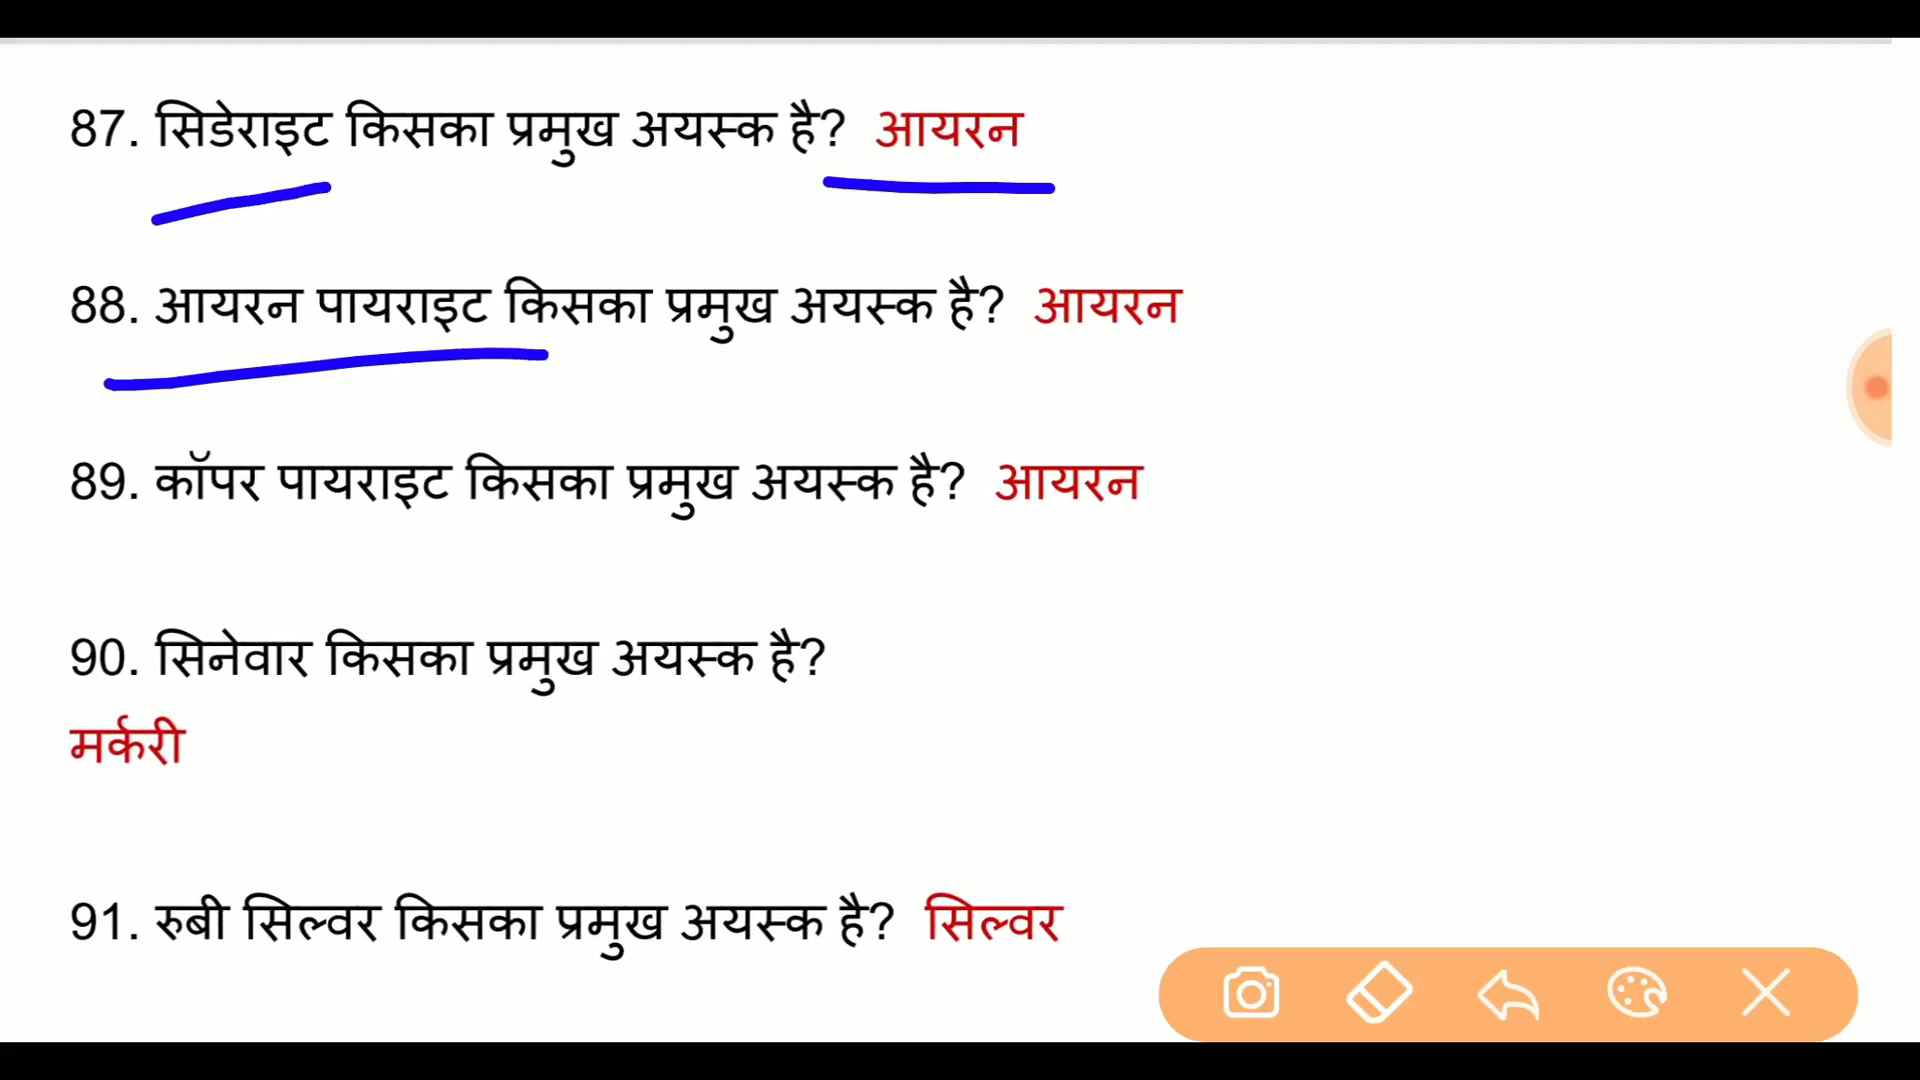 87. सिडेराइट किसका प्रमुख अयस्क है? आयरन
88. आयरन पायराइट किसका प्रमुख अयस्क है? आयरन
89. कॉपर पायराइट किसका प्रमुख अयस्क है? आयरन
90. सिनेवार किसका प्रमुख अयस्क है?
मर्करी
91. रुबी सिल्वर किसका प्रमुख अयस्क है? सिल्वर